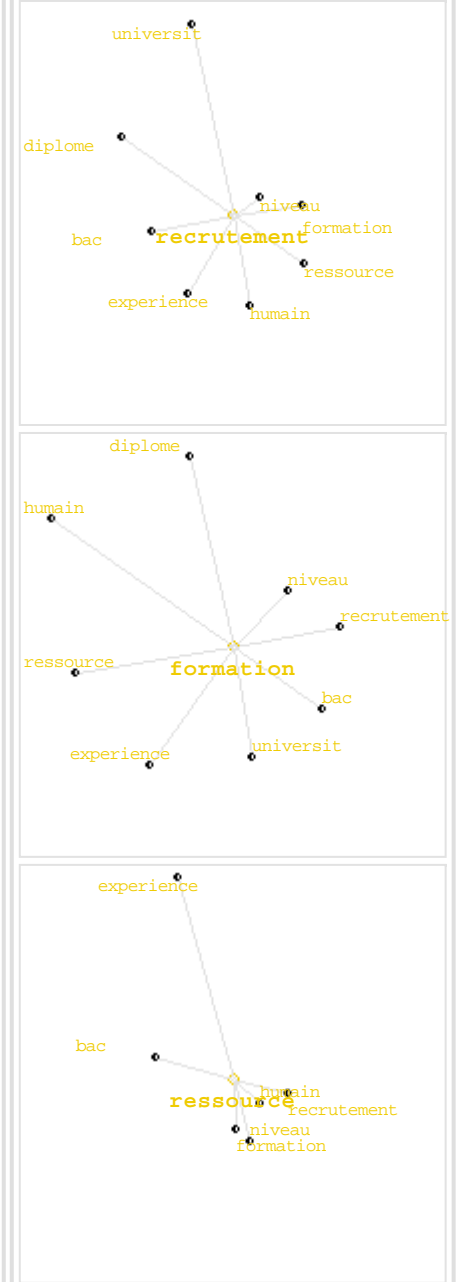 universit
diplome
niveau
formation
bac
recrutement
ressource
experience
humain
diplome
humain
niveau
recrutement
ressource
formation
bac
universit
experience
experience
bac
humain
ressource
recrutement
niveau
formation